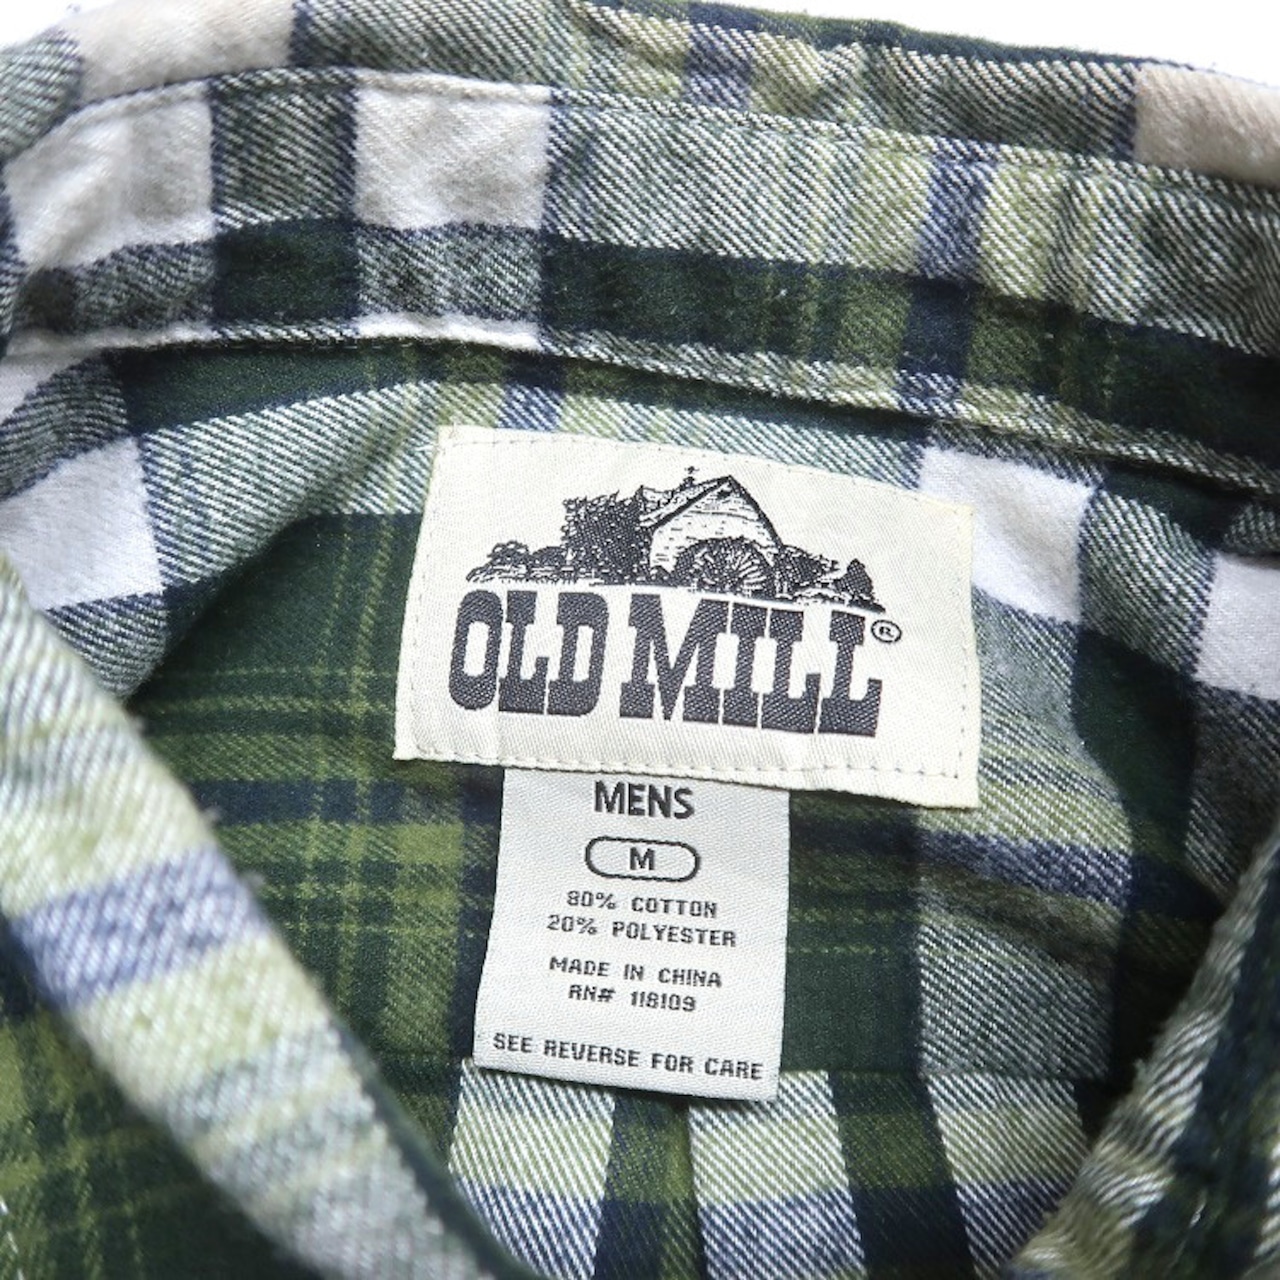 OLD MILL®
MENS
M
80% COTTON
20% POLYESTER
MADE IN CHINA
RN# 118109
SEE REVERSE FOR CARE